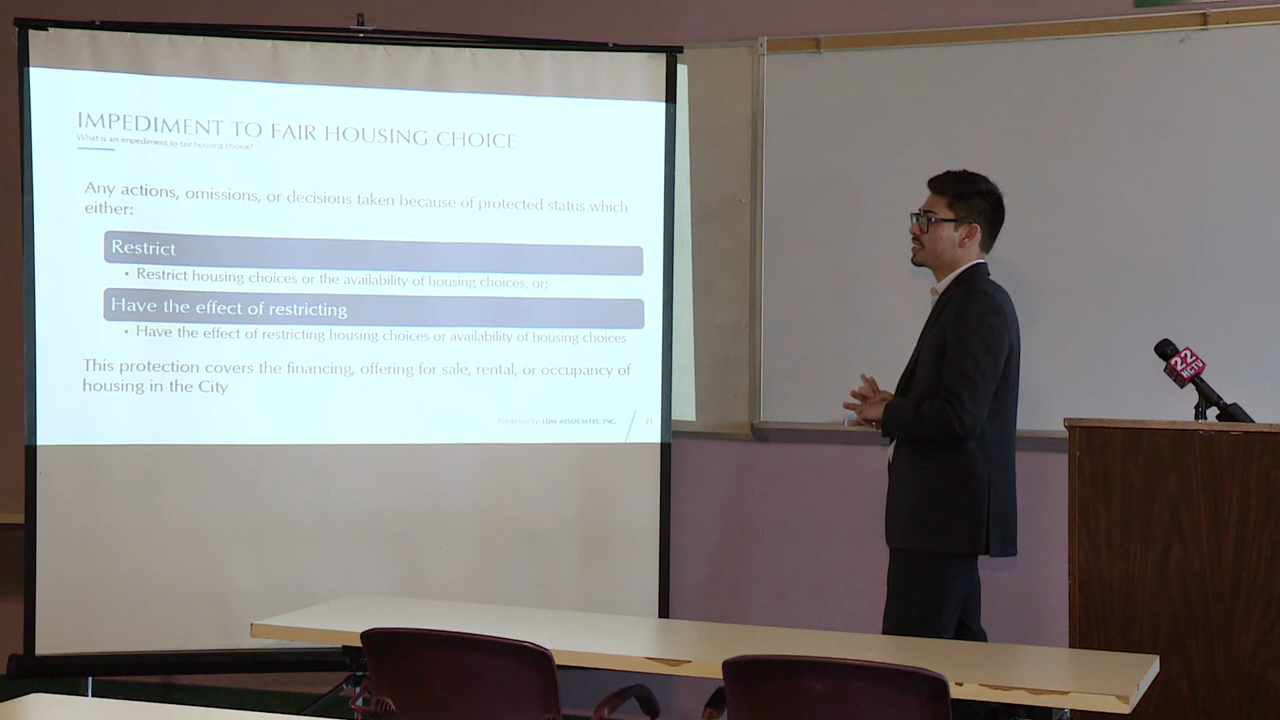 IMPEDIMENT TO FAIR HOUSING CHOICE
What is an impediment to fair housing choice?
Any actions, omissions, or decisions taken because of protected status which
either:
Restrict
• Restrict housing choices or the availability of housing choices, or;
Have the effect of restricting
• Have the effect of restricting housing choices or availability of housing choices
This protection covers the financing, offering for sale, rental, or occupancy of
housing in the City
Presented by: LDM ASSOCIATES, INC.
21
22
KCTU